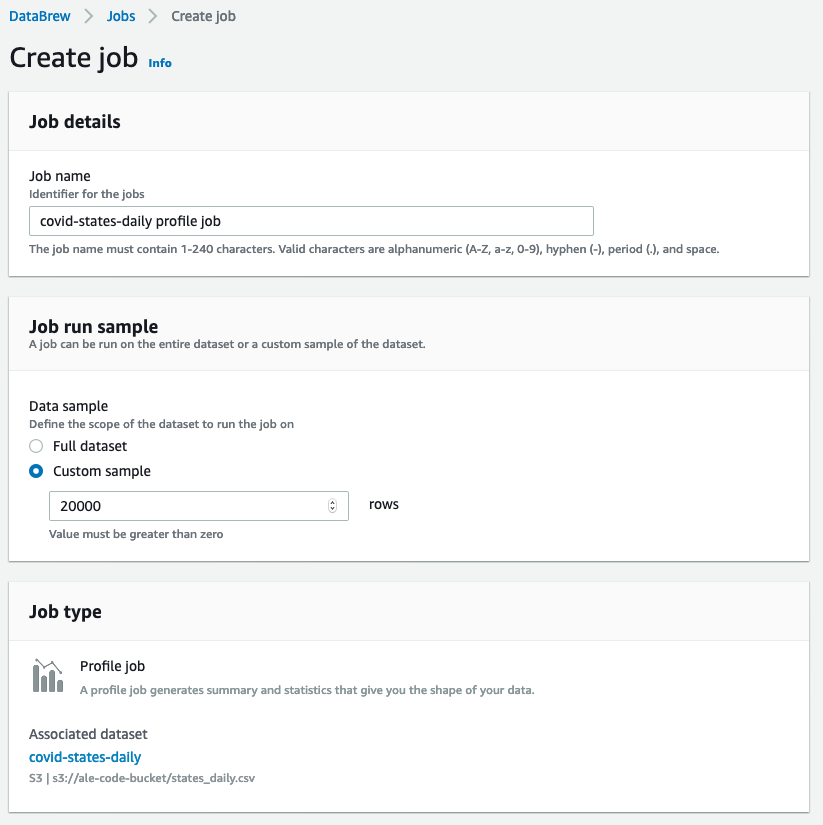 DataBrew > Jobs > Create job
Create job Info
Job details
Job name
Identifier for the jobs
covid-states-daily profile job
The job name must contain 1-240 characters. Valid characters are alphanumeric (A-Z, a-z, 0-9), hyphen (-), period (.), and space.
Job run sample
A job can be run on the entire dataset or a custom sample of the dataset.
Data sample
Define the scope of the dataset to run the job on
Full dataset
Custom sample
20000 rows
Value must be greater than zero
Job type
Profile job
A profile job generates summary and statistics that give you the shape of your data.
Associated dataset
covid-states-daily
S3 | s3://ale-code-bucket/states_daily.csv